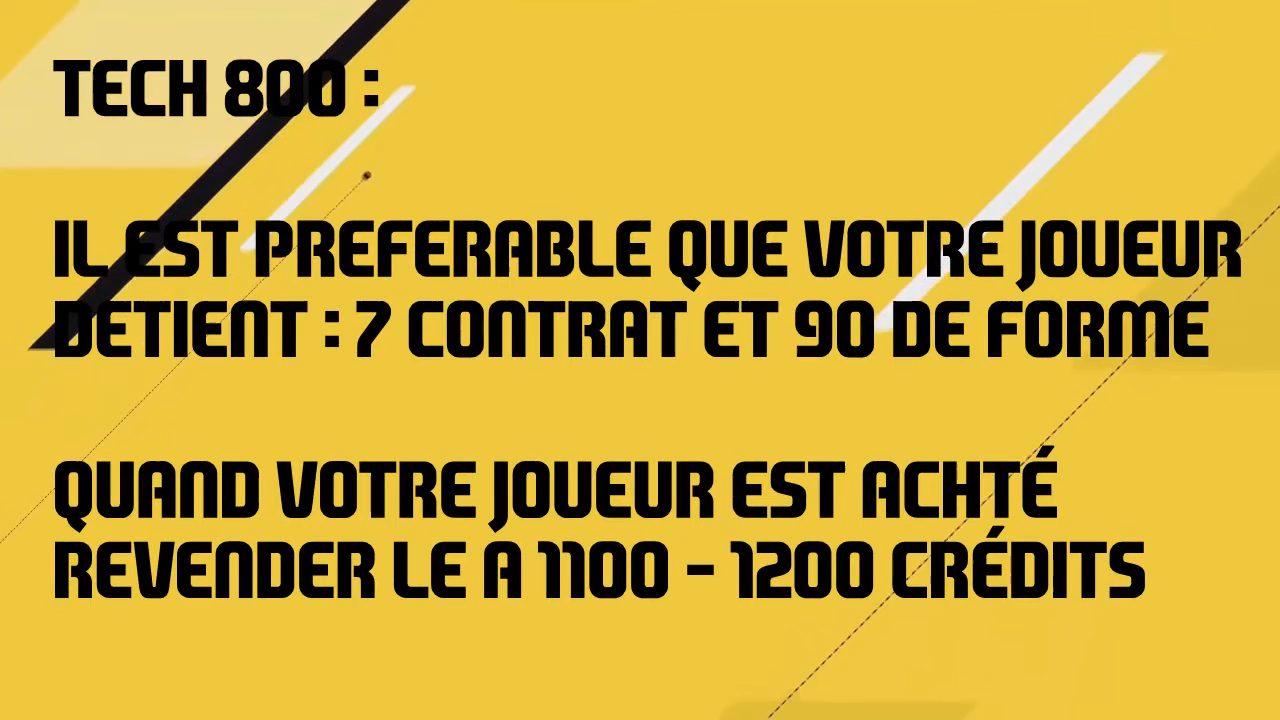 TECH 800 :
IL EST PREFERABLE QUE VOTRE JOUEUR
DETIENT : 7 CONTRAT ET 90 DE FORME
QUAND VOTRE JOUEUR EST ACHTÉ
REVENDER LE A 1100 - 1200 CRÉDITS